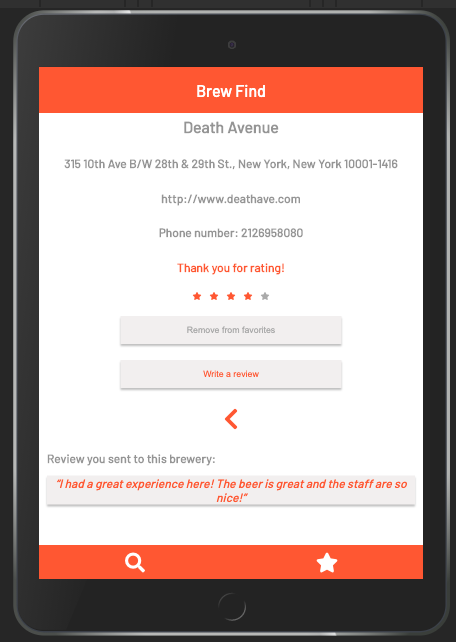 Brew Find
Death Avenue
315 10th Ave B/W 28th & 29th St., New York, New York 10001-1416
http://www.deathave.com
Phone number: 2126958080
Thank you for rating!
Remove from favorites
Write a review
Review you sent to this brewery:
“I had a great experience here! The beer is great and the staff are so
nice!”